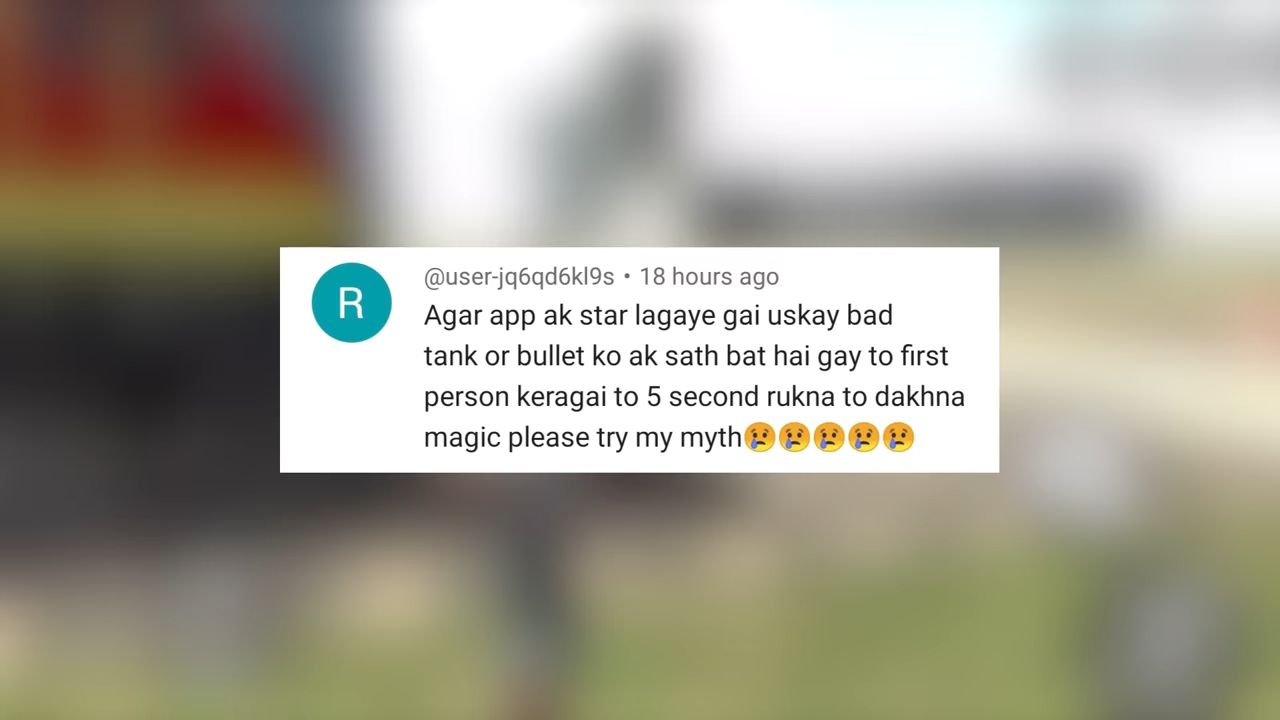 R
@user-jq6qd6kl9s • 18 hours ago
Agar app ak star lagaye gai uskay bad
tank or bullet ko ak sath bat hai gay to first
person keragai to 5 second rukna to dakhna
magic please try my myth😢😢😢😢😢